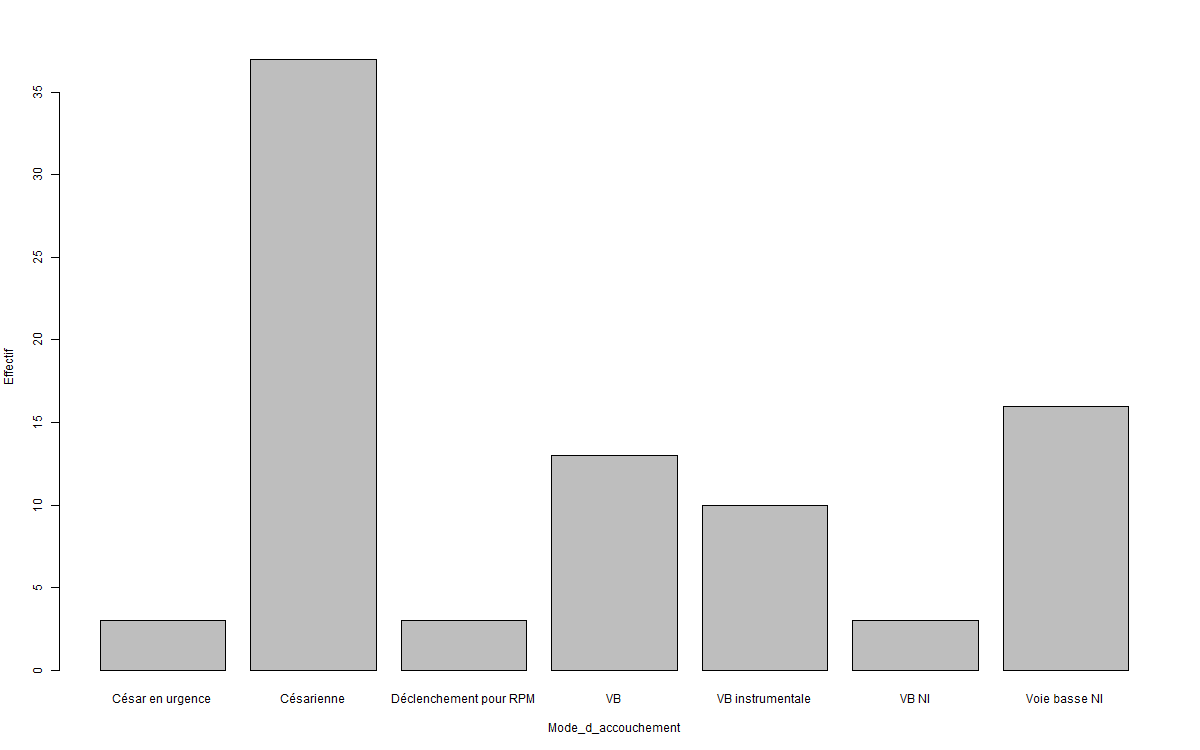 35
30
25
20
15
10
5
0
Effectif
César en urgence
Césarienne
Déclenchement pour RPM
VB
VB instrumentale
VB NI
Voie basse NI
Mode_d_accouchement